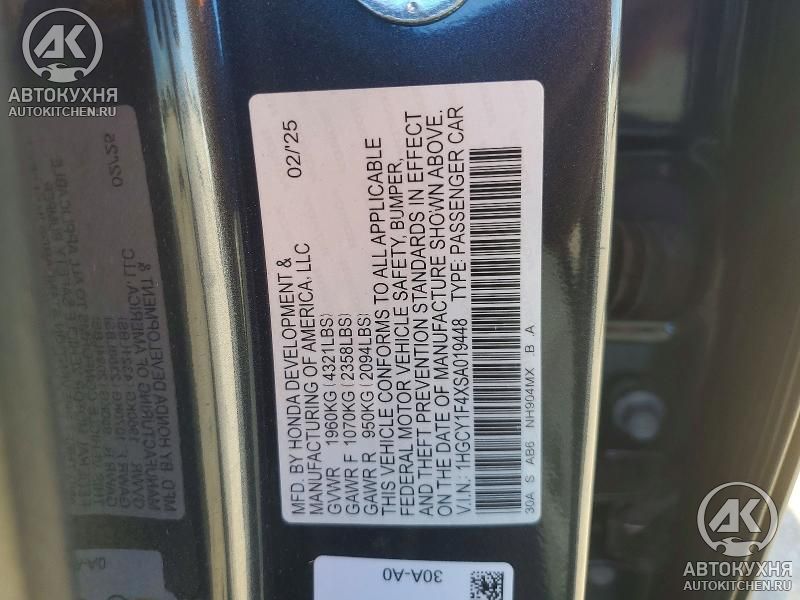 AK
АВТОКУХНЯ
AUTOKITCHEN.RU
MFD. BY HONDA DEVELOPMENT & 02/'25
MANUFACTURING OF AMERICA, LLC
GVWR 1960KG(4321LBS)
GAWR F 1070KG(2358LBS)
GAWR R 950KG(2094LBS)
THIS VEHICLE CONFORMS TO ALL APPLICABLE
FEDERAL MOTOR VEHICLE SAFETY, BUMPER,
AND THEFT PREVENTION STANDARDS IN EFFECT
ON THE DATE OF MANUFACTURE SHOWN ABOVE.
V.I.N.: 1HGCY1F4XSA019448 TYPE: PASSENGER CAR
30A S AB6 NH904MX .B A
30A-A0
AK
АВТОКУХНЯ
AUTOKITCHEN.RU